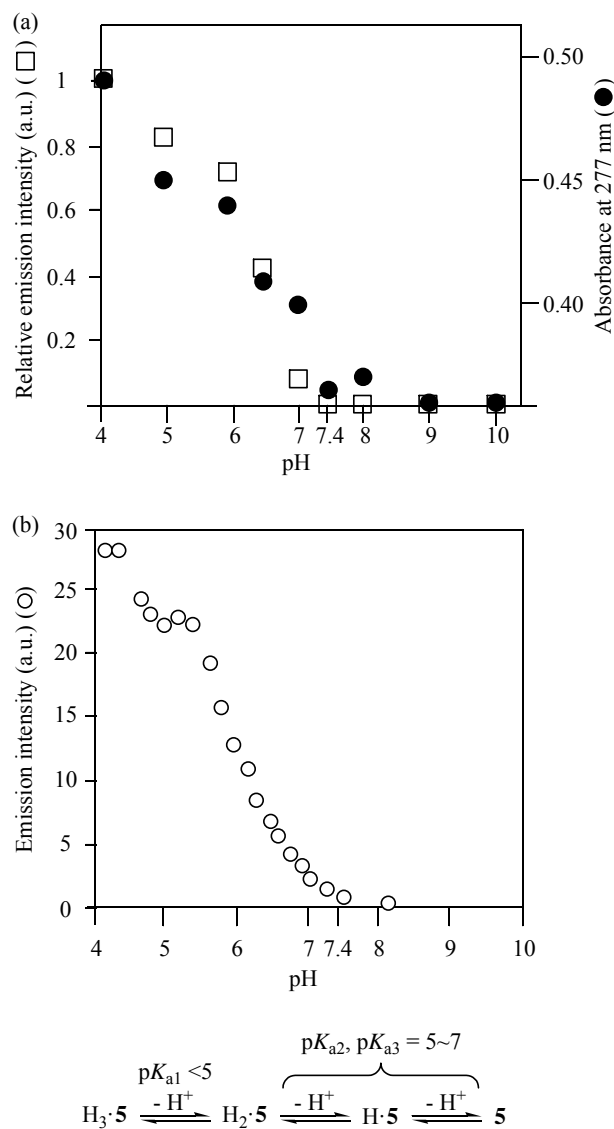 (a)
Relative emission intensity (a.u.) (□)
1
0.8
0.6
0.4
0.2
0.50
0.45
0.40
Absorbance at 277 nm (●)
4 5 6 7 7.4 8 9 10
pH
(b)
Emission intensity (a.u.) (○)
30
25
20
15
10
5
0
4 5 6 7 7.4 8 9 10
pH
pKa2, pKa3 = 5~7
pKa1 <5
- H+ - H+ - H+
H3·5 ⇌ H2·5 ⇌ H·5 ⇌ 5